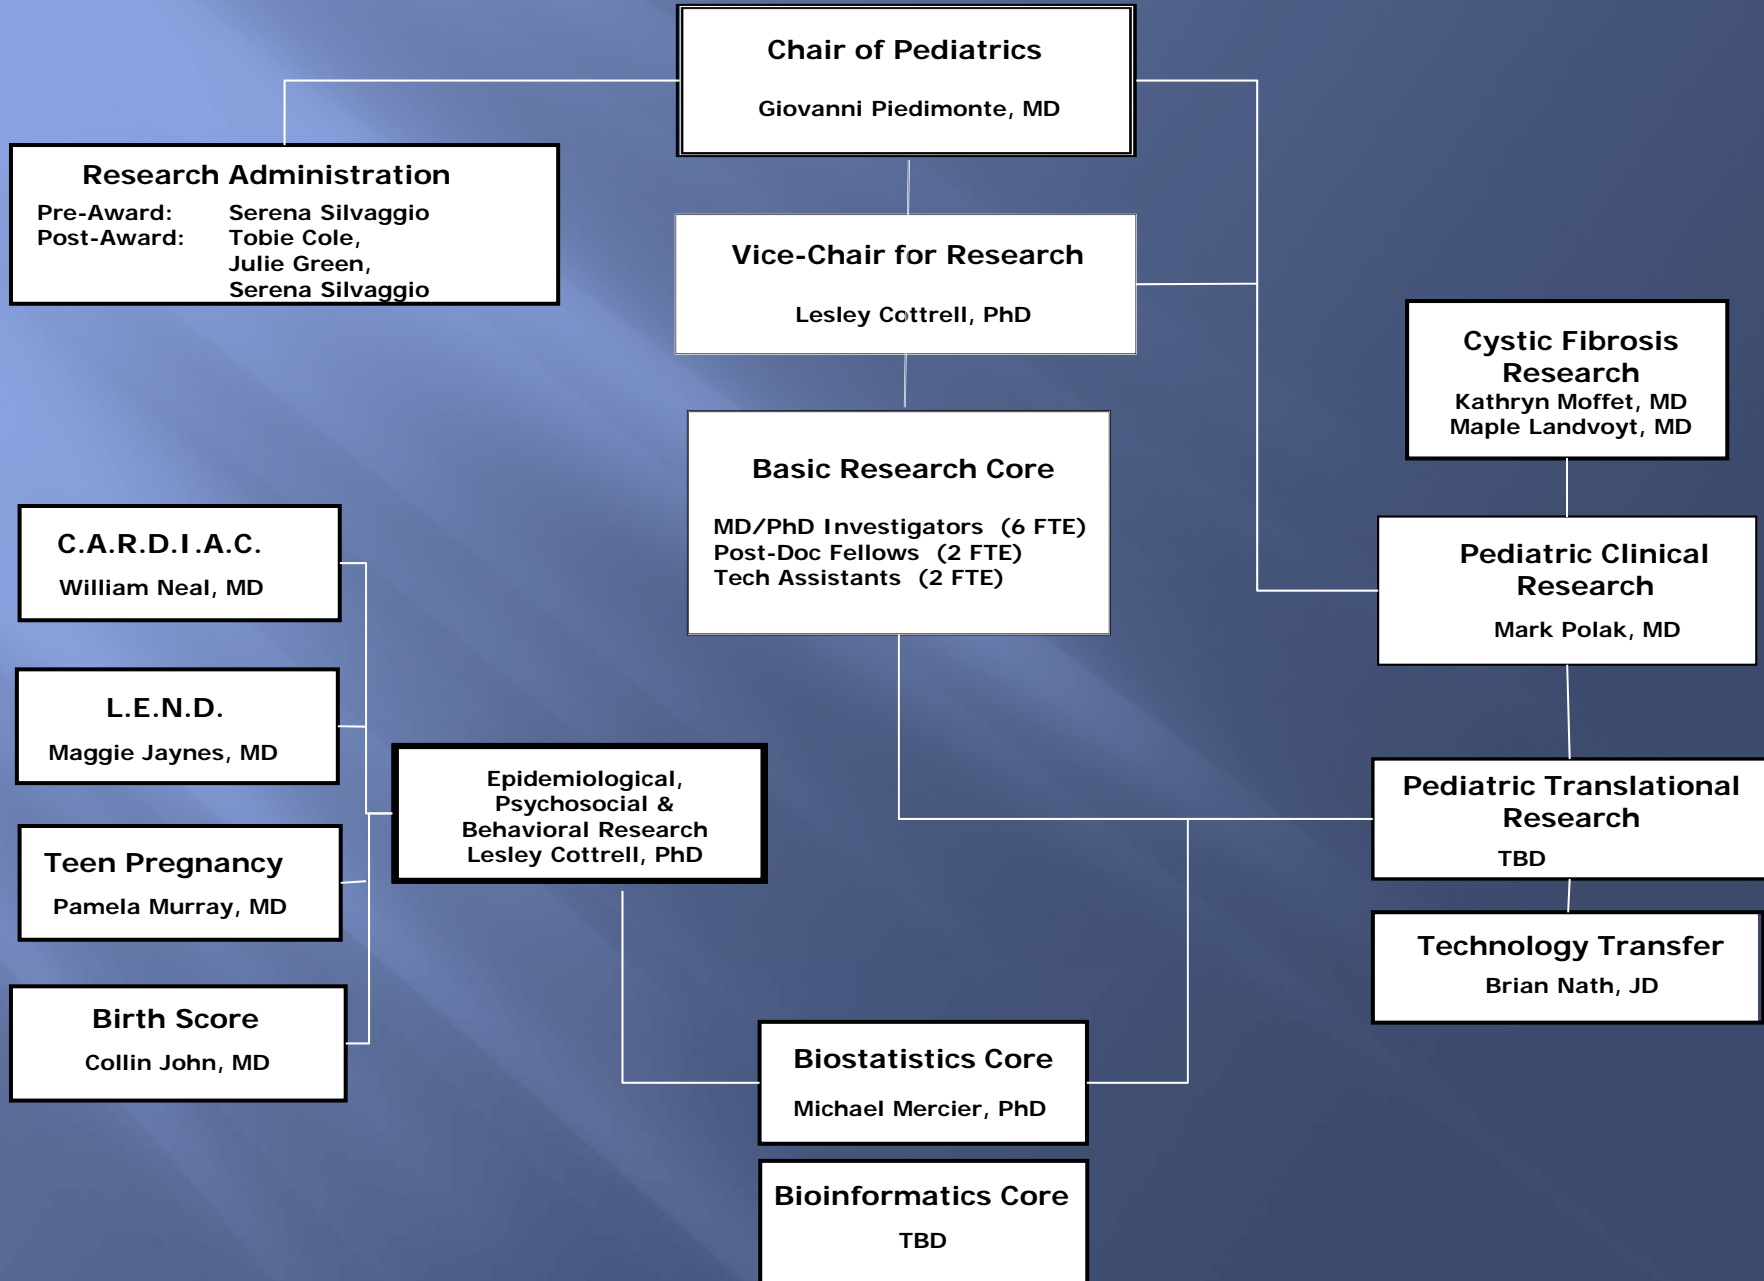 Chair of Pediatrics
Giovanni Piedimonte, MD
Research Administration
Pre-Award: Serena Silvaggio
Post-Award: Tobie Cole,
Julie Green,
Serena Silvaggio
Vice-Chair for Research
Lesley Cottrell, PhD
Cystic Fibrosis
Research
Kathryn Moffet, MD
Maple Landvoyt, MD
Basic Research Core
MD/PhD Investigators (6 FTE)
Post-Doc Fellows (2 FTE)
Tech Assistants (2 FTE)
C.A.R.D.I.A.C.
William Neal, MD
Pediatric Clinical
Research
Mark Polak, MD
L.E.N.D.
Maggie Jaynes, MD
Epidemiological,
Psychosocial &
Behavioral Research
Lesley Cottrell, PhD
Pediatric Translational
Research
TBD
Teen Pregnancy
Pamela Murray, MD
Technology Transfer
Brian Nath, JD
Birth Score
Collin John, MD
Biostatistics Core
Michael Mercier, PhD
Bioinformatics Core
TBD